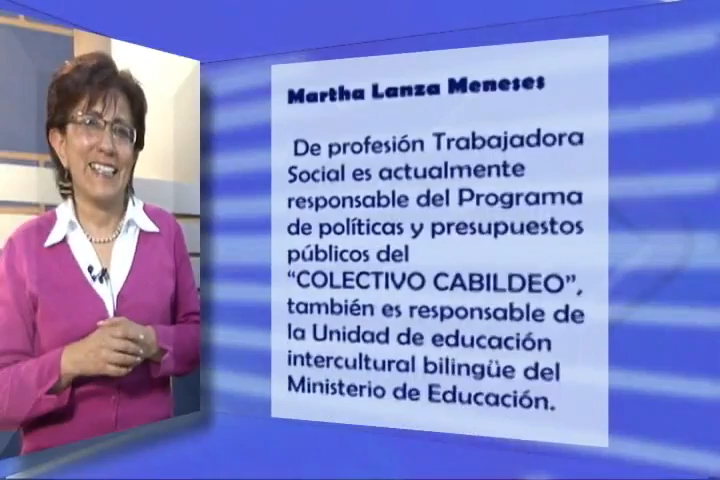 Martha Lanza Meneses
De profesión Trabajadora
Social es actualmente
responsable del Programa
de políticas y presupuestos
públicos del
“COLECTIVO CABILDEO”,
también es responsable de
la Unidad de educación
intercultural bilingüe del
Ministerio de Educación.